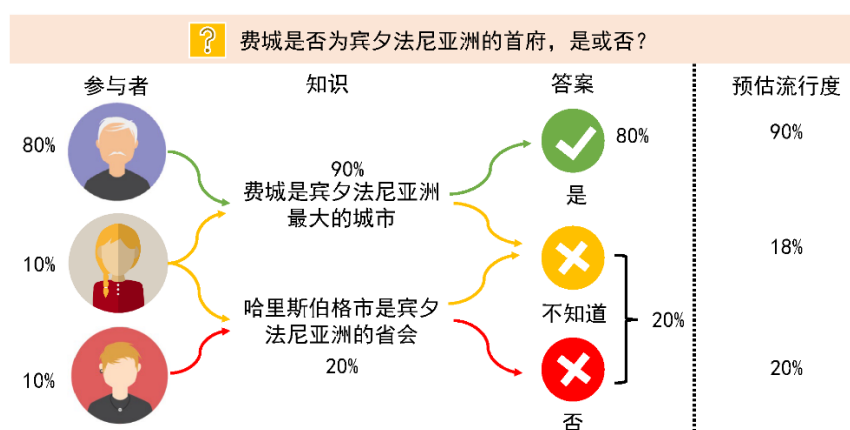 ? 费城是否为宾夕法尼亚洲的首府，是或否？
参与者 知识 答案 预估流行度
80% 80% 90%
90%
费城是宾夕法尼亚洲
最大的城市
是
10% 18%
哈里斯伯格市是宾夕
法尼亚洲的省会
不知道
20%
10% 20% 20%
否